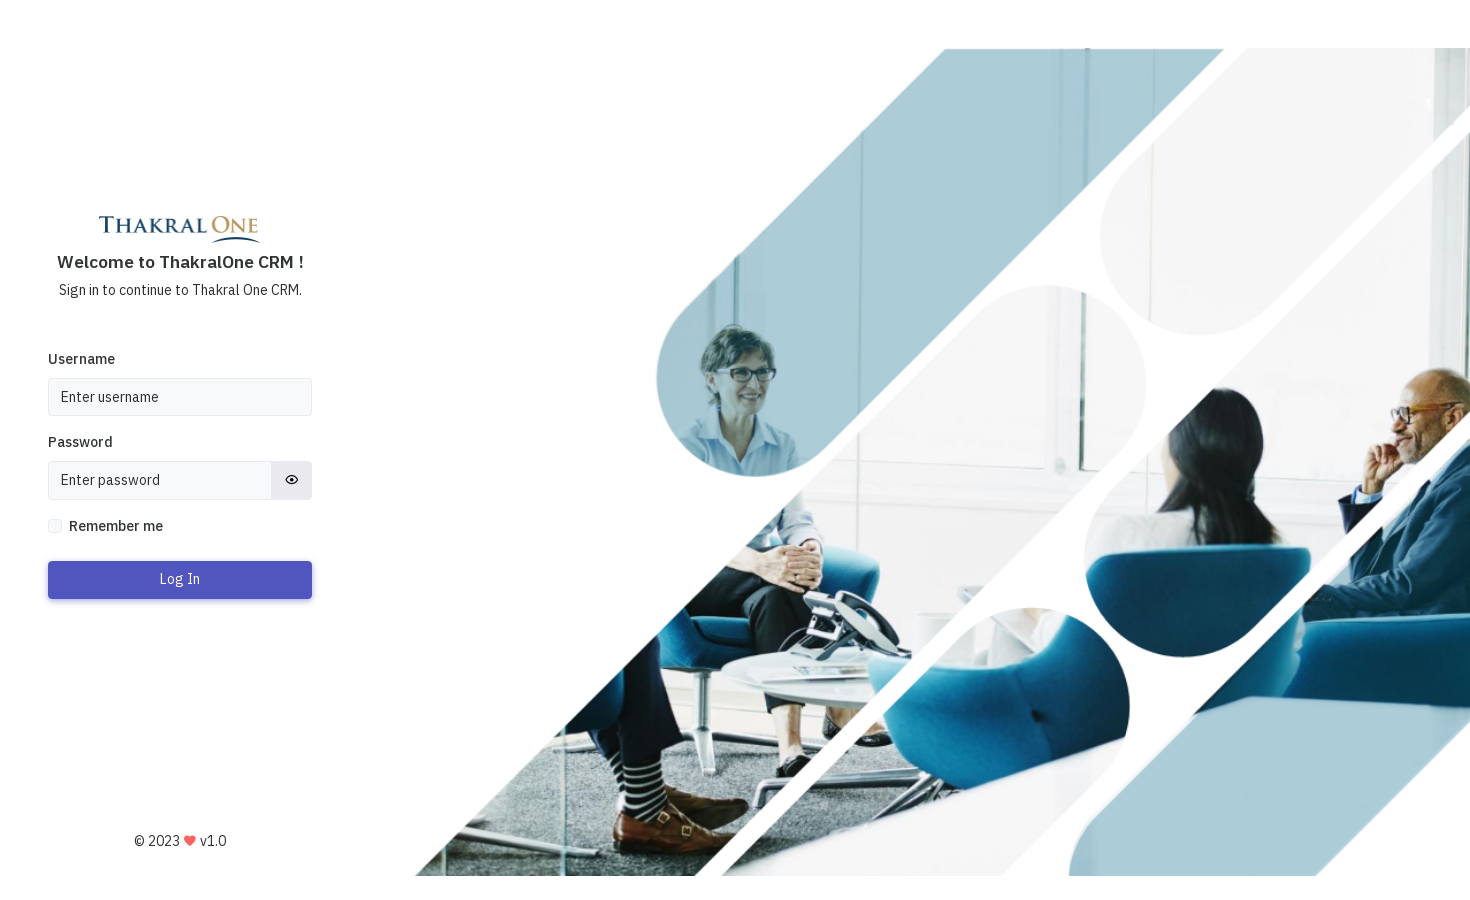 THAKRAL ONE
Welcome to ThakralOne CRM !
Sign in to continue to Thakral One CRM.
Username
Enter username
Password
Enter password
Remember me
Log In
© 2023 ♥ v1.0